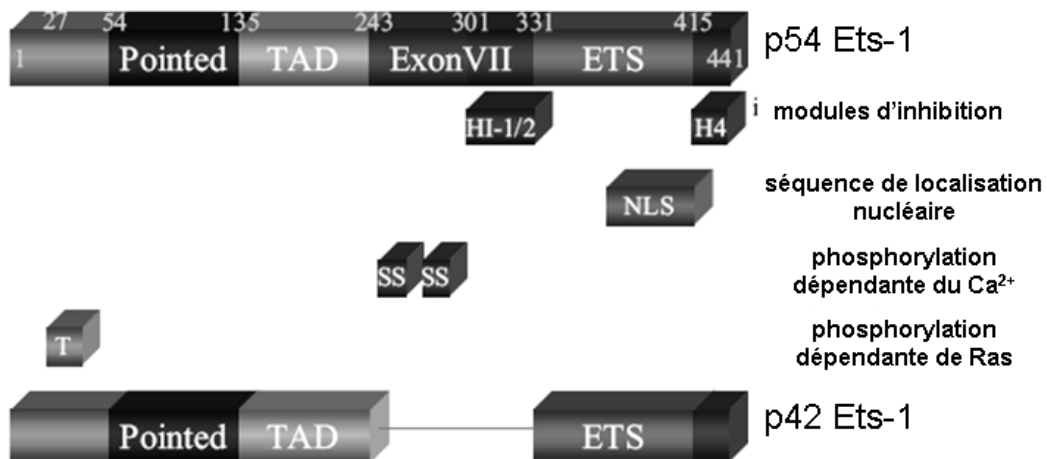 27 54 135 243 301 331 415
1 Pointed TAD ExonVII ETS 441
p54 Ets-1
HI-1/2 H4 i
modules d'inhibition
NLS
séquence de localisation
nucléaire
SS SS
phosphorylation
dépendante du Ca²⁺
T
phosphorylation
dépendante de Ras
Pointed TAD ETS
p42 Ets-1